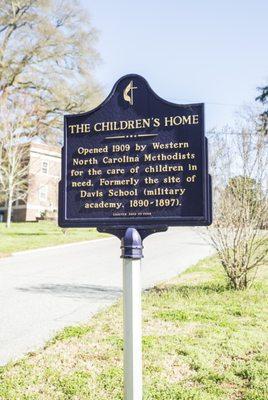 THE CHILDREN'S HOME
Opened 1909 by Western
North Carolina Methodists
for the care of children in
need. Formerly the site of
Davis School (military
academy, 1890-1897).